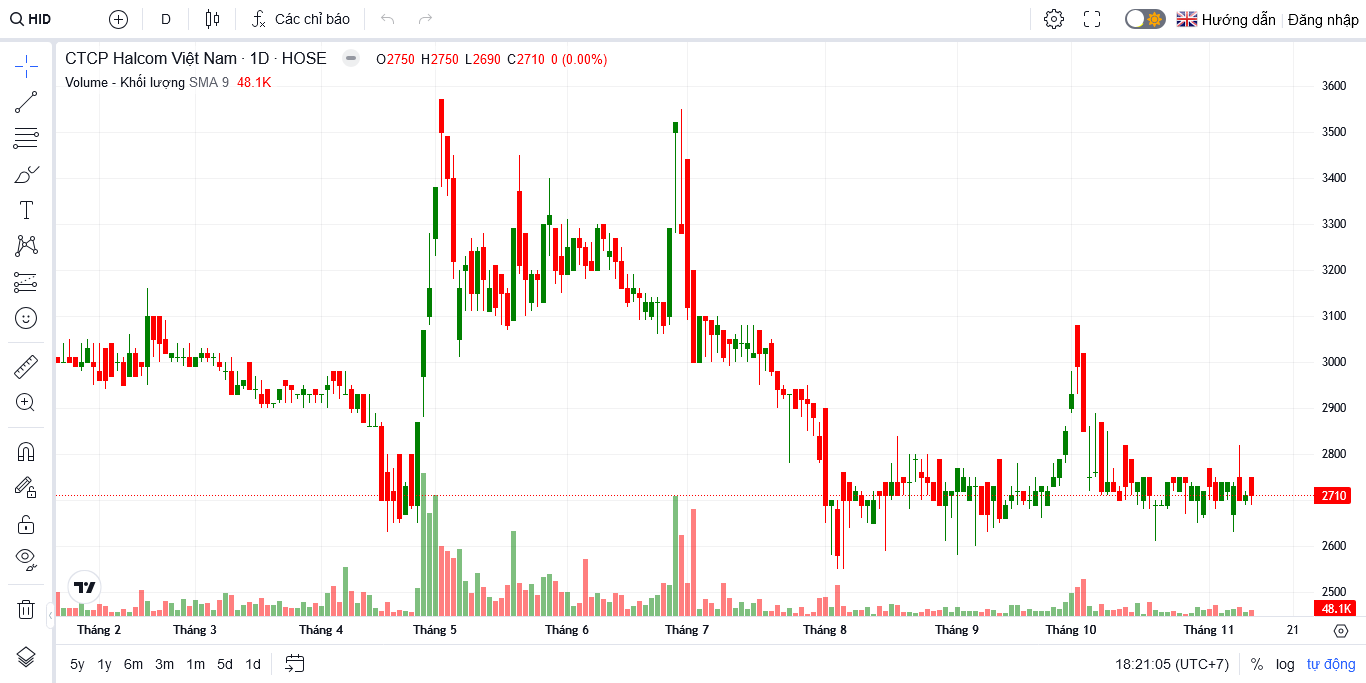 HID D Các chỉ báo Hướng dẫn Đăng nhập
CTCP Halcom Việt Nam · 1D · HOSE O2750 H2750 L2690 C2710 0 (0.00%)
Volume - Khối lượng SMA 9 48.1K
3600
3500
3400
3300
3200
3100
3000
2900
2800
2710
2600
2500
48.1K
Tháng 2 Tháng 3 Tháng 4 Tháng 5 Tháng 6 Tháng 7 Tháng 8 Tháng 9 Tháng 10 Tháng 11 21
5y 1y 6m 3m 1m 5d 1d 18:21:05 (UTC+7) % log tự động